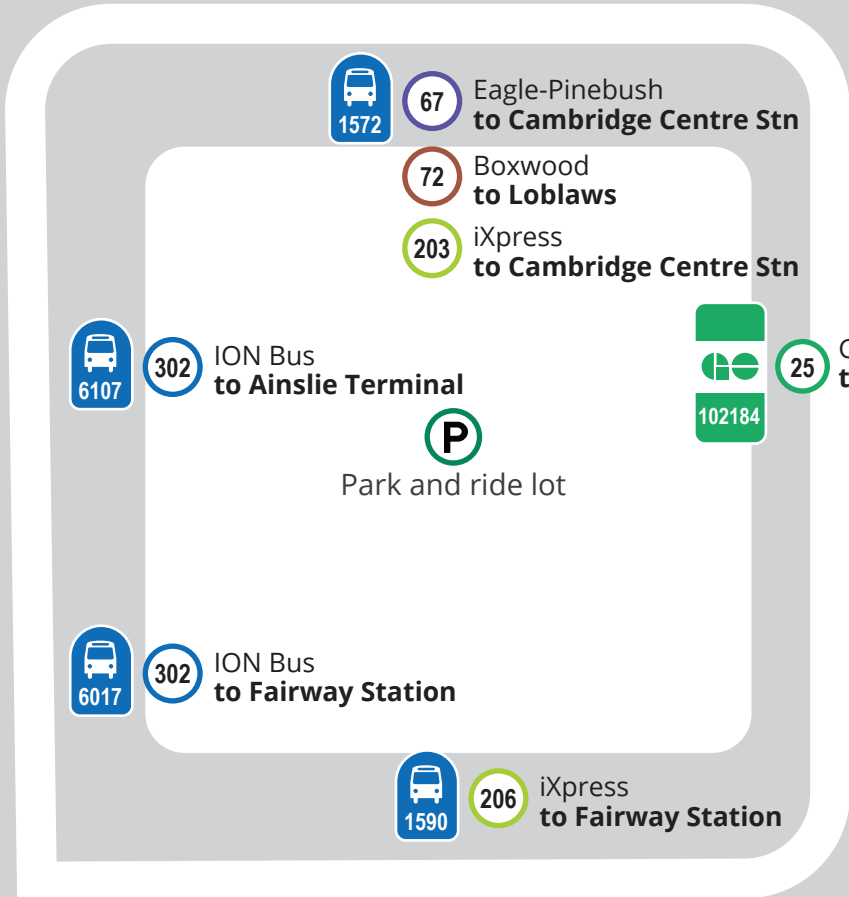 1572
67
Eagle-Pinebush
to Cambridge Centre Stn
72
Boxwood
to Loblaws
203
iXpress
to Cambridge Centre Stn
6107
302
ION Bus
to Ainslie Terminal
GO
102184
25
P
Park and ride lot
6017
302
ION Bus
to Fairway Station
1590
206
iXpress
to Fairway Station